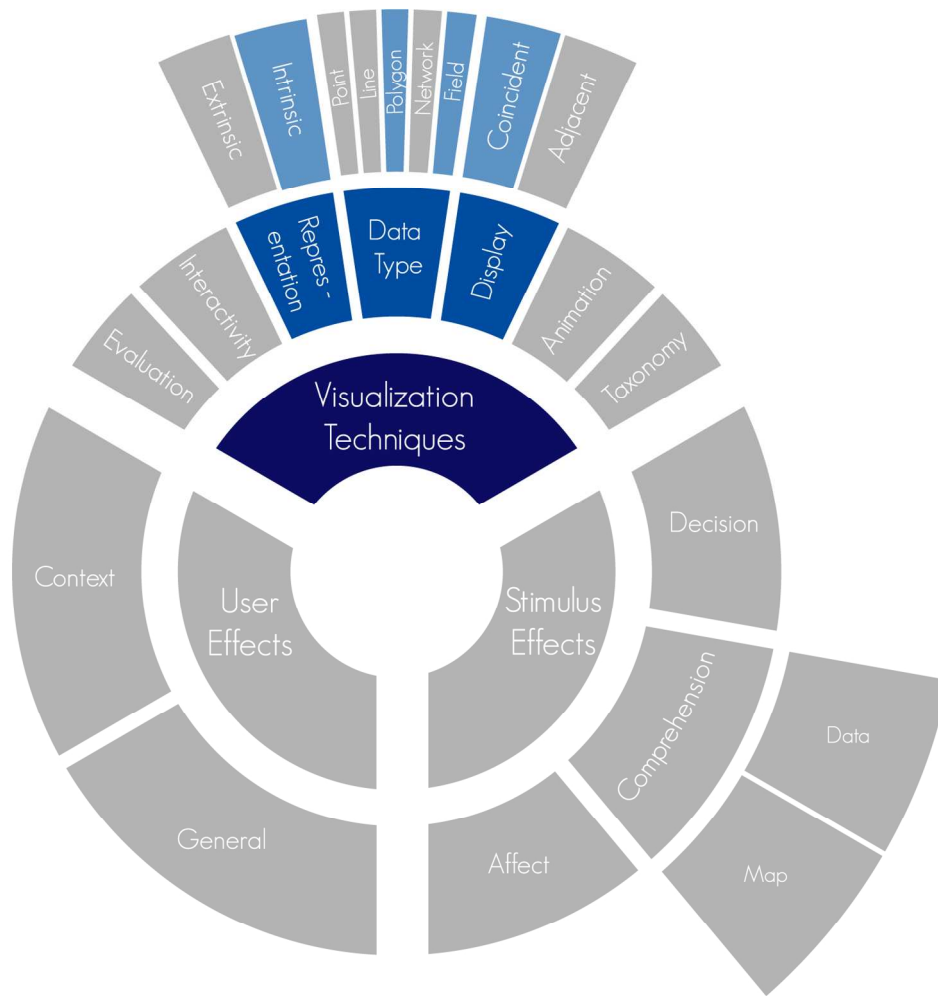 Extrinsic
Intrinsic
Point
Line
Polygon
Network
Field
Coincident
Adjacent
Evaluation
Interactivity
Repres -
entation
Data
Type
Display
Animation
Taxonomy
Visualization
Techniques
Context
User
Effects
Stimulus
Effects
Decision
General
Affect
Comprehension
Data
Map